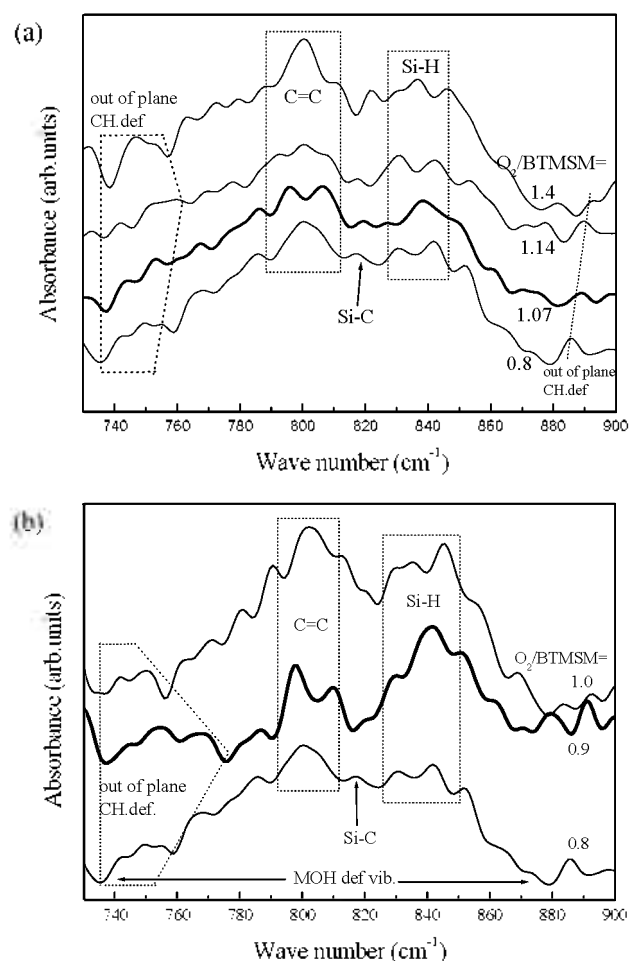 (a)
Si-H
out of plane
CH.def
C=C
O2/BTMSM=
1.4
1.14
1.07
Si-C
0.8
out of plane
CH.def
Absorbance (arb.units)
740 760 780 800 820 840 860 880 900
Wave number (cm-1)
(b)
Si-H
C=C
O2/BTMSM=
1.0
0.9
out of plane
CH.def.
Si-C
0.8
MOH def vib.
Absorbance (arb.units)
740 760 780 800 820 840 860 880 900
Wave number (cm-1)